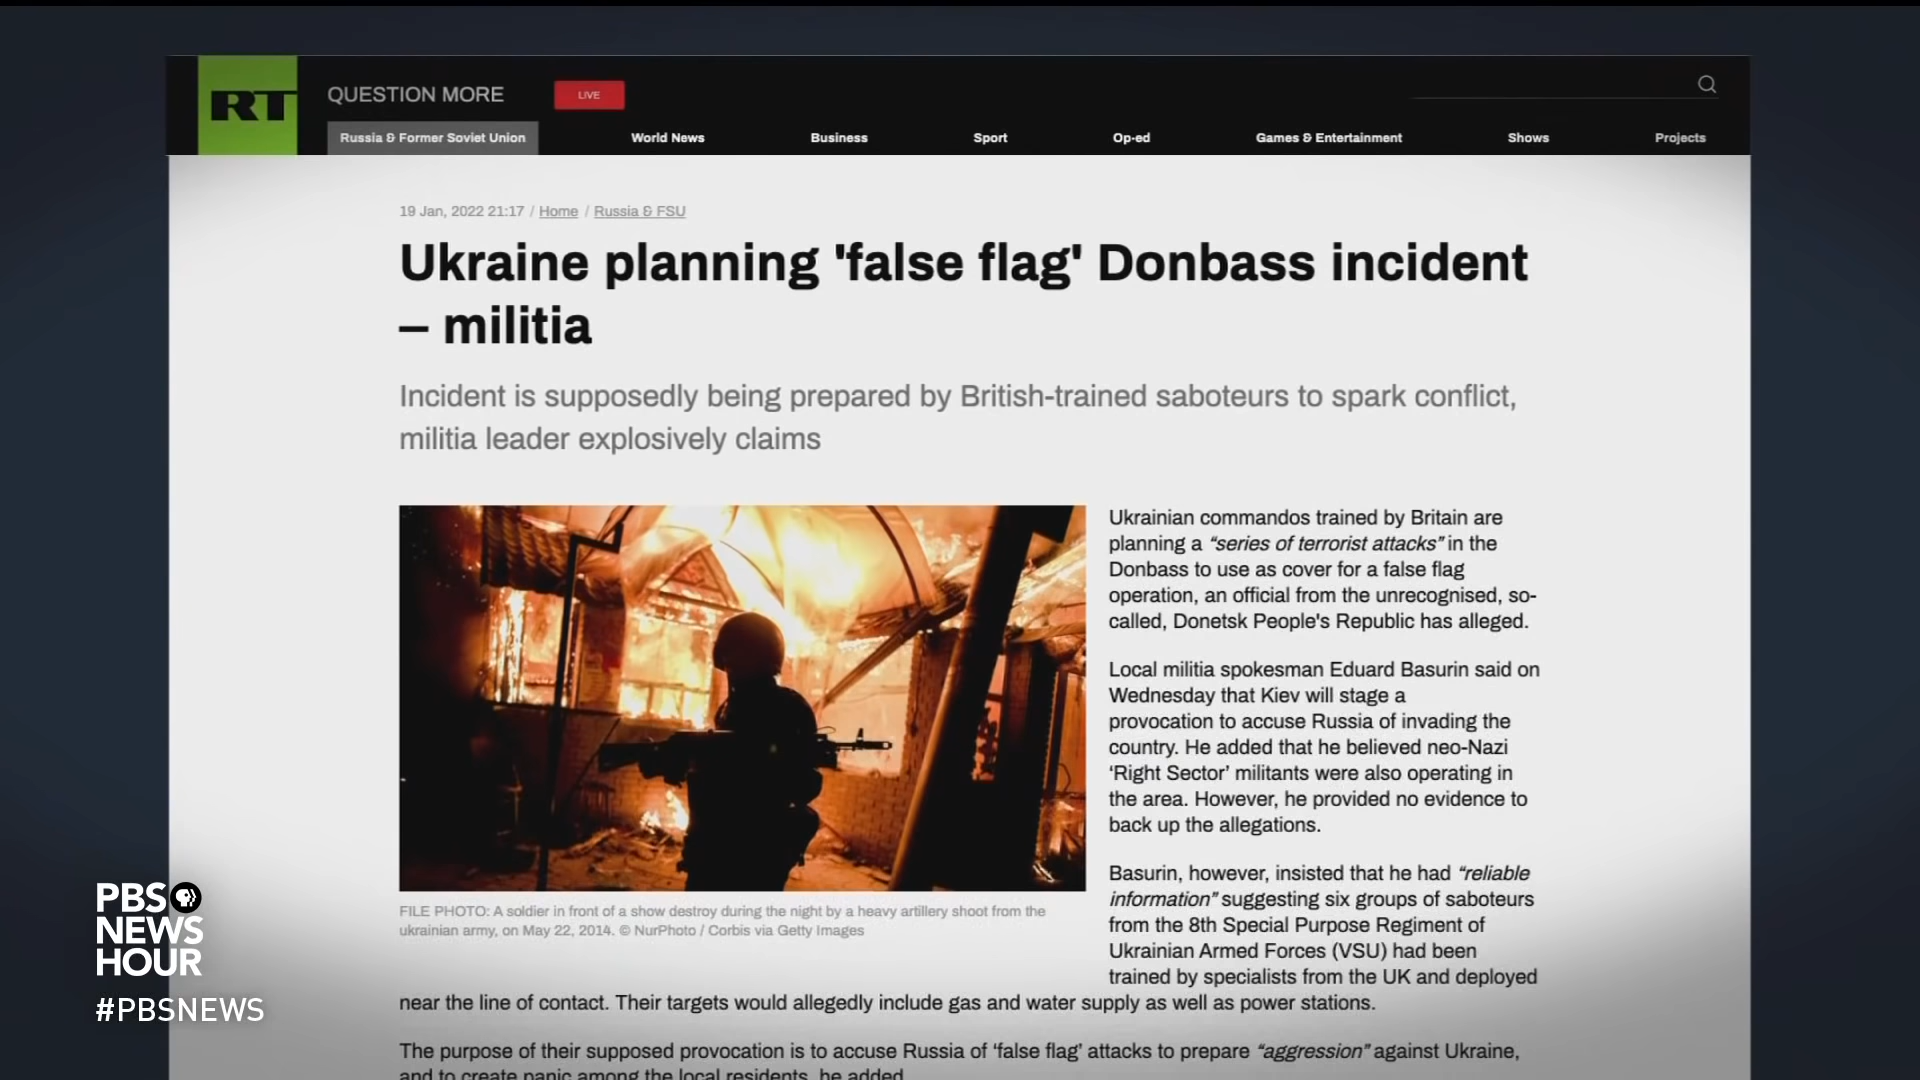 RT
QUESTION MORE
LIVE
Russia & Former Soviet Union
World News
Business
Sport
Op-ed
Games & Entertainment
Shows
Projects
19 Jan, 2022 21:17 / Home / Russia & FSU
Ukraine planning 'false flag' Donbass incident
– militia
Incident is supposedly being prepared by British-trained saboteurs to spark conflict,
militia leader explosively claims
Ukrainian commandos trained by Britain are
planning a “series of terrorist attacks” in the
Donbass to use as cover for a false flag
operation, an official from the unrecognised, so-
called, Donetsk People's Republic has alleged.
Local militia spokesman Eduard Basurin said on
Wednesday that Kiev will stage a
provocation to accuse Russia of invading the
country. He added that he believed neo-Nazi
‘Right Sector’ militants were also operating in
the area. However, he provided no evidence to
back up the allegations.
Basurin, however, insisted that he had “reliable
information” suggesting six groups of saboteurs
from the 8th Special Purpose Regiment of
Ukrainian Armed Forces (VSU) had been
trained by specialists from the UK and deployed
near the line of contact. Their targets would allegedly include gas and water supply as well as power stations.
The purpose of their supposed provocation is to accuse Russia of ‘false flag’ attacks to prepare “aggression” against Ukraine,
and to create panic among the local residents, he added.
FILE PHOTO: A soldier in front of a show destroy during the night by a heavy artillery shoot from the
ukrainian army, on May 22, 2014. © NurPhoto / Corbis via Getty Images
PBS
NEWS
HOUR
#PBSNEWS